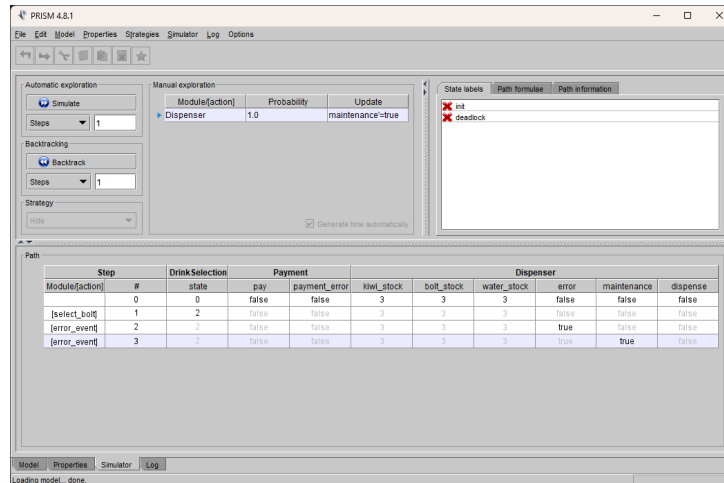 PRISM 4.8.1
File Edit Model Properties Strategies Simulator Log Options
Automatic exploration
Simulate
Steps 1
Backtracking
Backtrack
Steps 1
Strategy
Hide
Manual exploration
Module/[action] Probability Update
Dispenser 1.0 maintenance'=true
Generate time automatically
State labels Path formulae Path information
init
deadlock
Path
Step DrinkSelection Payment Dispenser
Module/[action] # state pay payment_error kiwi_stock bolt_stock water_stock error maintenance dispense
0 0 false false 3 3 3 false false false
[select_bolt] 1 2 false false 3 3 3 false false false
[error_event] 2 2 false false 3 3 3 true false false
[error_event] 3 2 false false 3 3 3 true true false
Model Properties Simulator Log
Loading model... done.